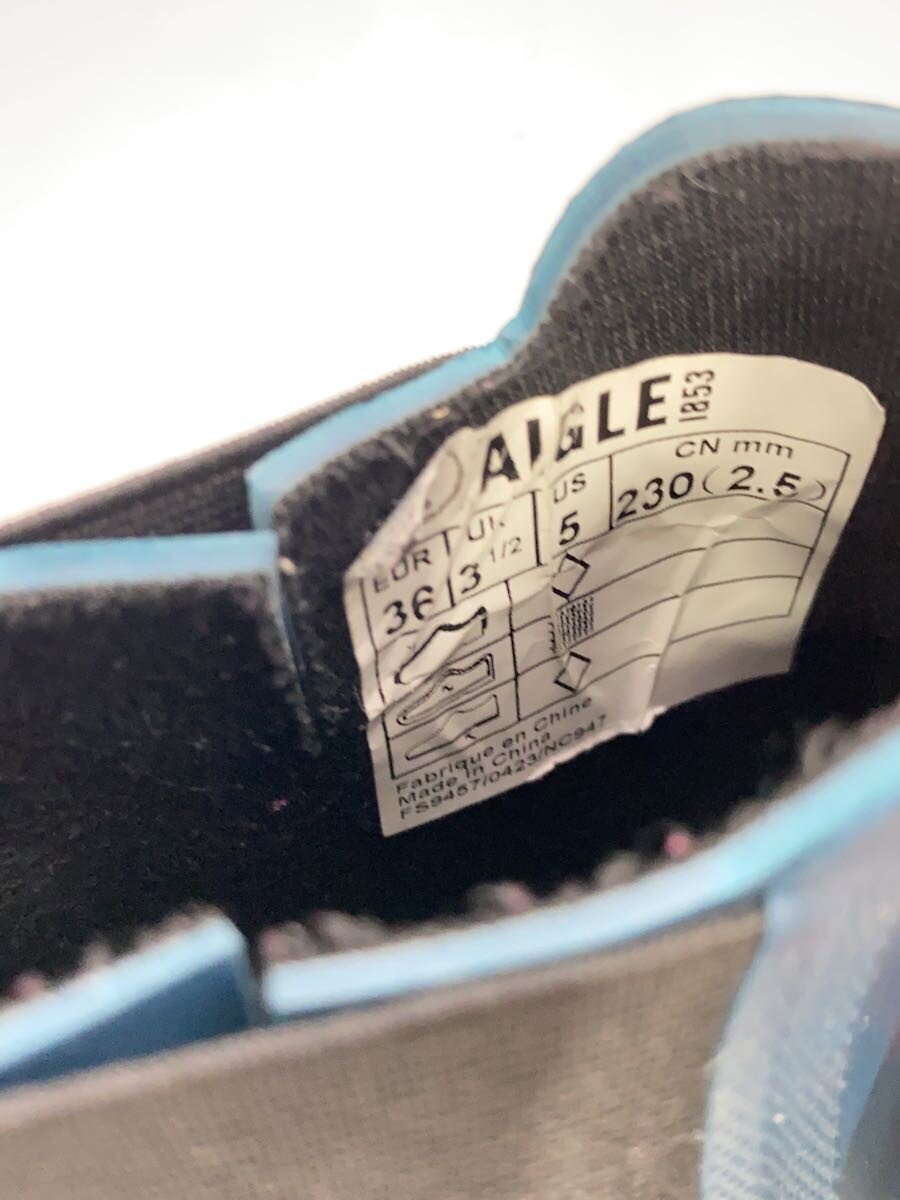 AIGLE 1853
EUR UK US CN mm
36 3 1/2 5 230 (2.5)
Fabrique en Chine
Made in China
FS9457/0423/NC947